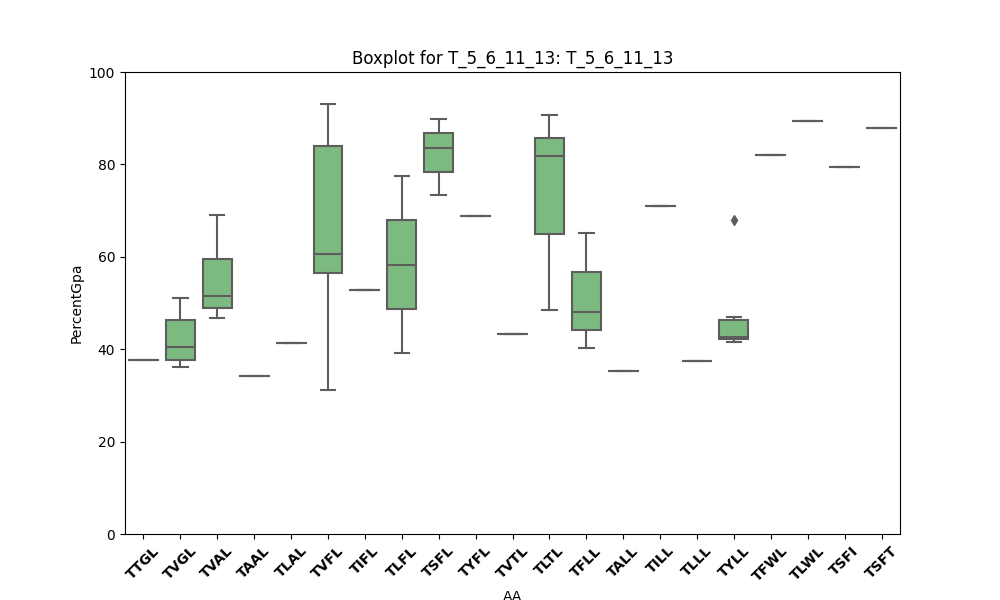 Boxplot for T_5_6_11_13: T_5_6_11_13
100
80
60
40
20
0
PercentGpa
TTGL TVGL TVAL TAAL TLAL TVFL TIFL TLFL TSFL TYFL TVTL TLTL TFLL TALL TILL TLLL TYLL TFWL TLWL TSFI TSFT
AA